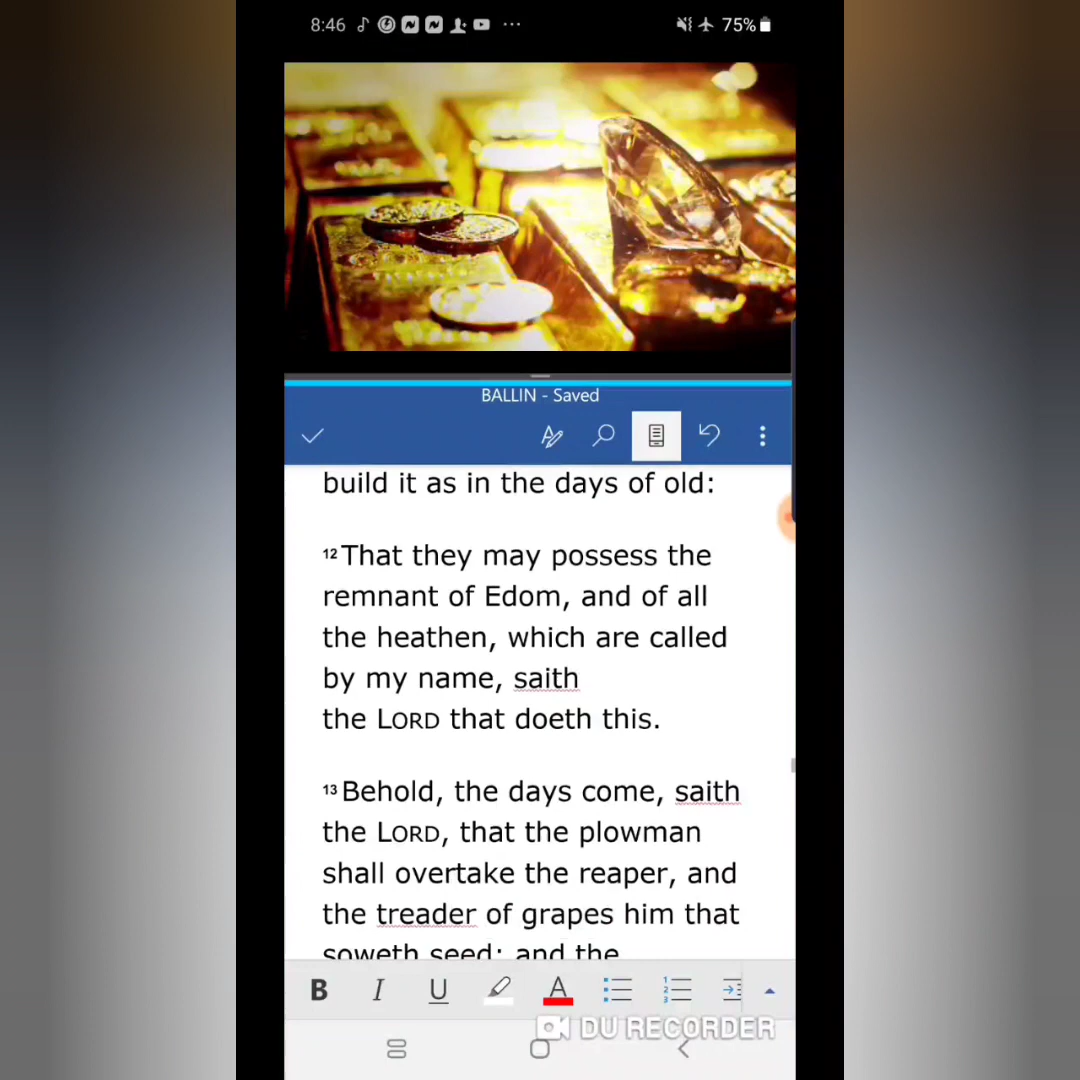 8:46 75%
BALLIN - Saved
build it as in the days of old:
12 That they may possess the
remnant of Edom, and of all
the heathen, which are called
by my name, saith
the LORD that doeth this.
13 Behold, the days come, saith
the LORD, that the plowman
shall overtake the reaper, and
the treader of grapes him that
soweth seed; and the
B I U A
DU RECORDER